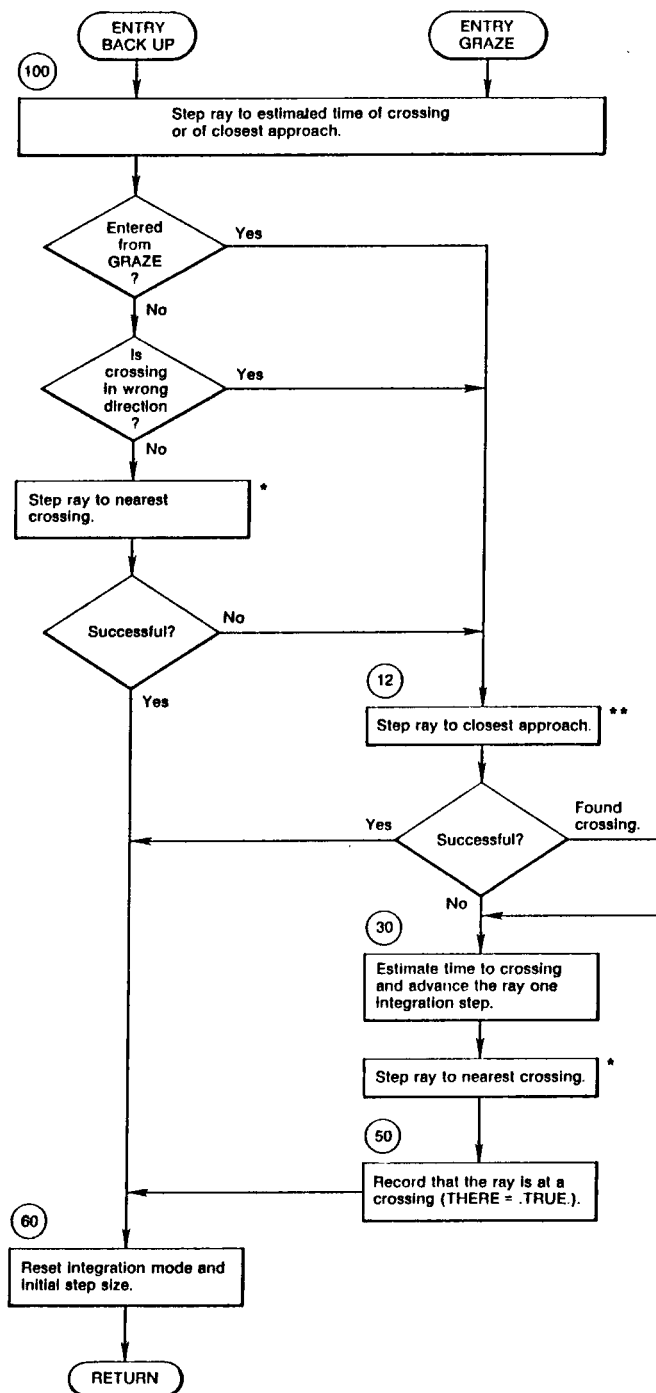 ENTRY
BACK UP
ENTRY
GRAZE
100
Step ray to estimated time of crossing
or of closest approach.
Entered
from
GRAZE
?
Yes
No
Is
crossing
in wrong
direction
?
Yes
No
Step ray to nearest
crossing.
*
Successful?
No
Yes
12
Step ray to closest approach.
**
Successful?
Yes
Found
crossing.
No
30
Estimate time to crossing
and advance the ray one
integration step.
Step ray to nearest crossing.
*
50
Record that the ray is at a
crossing (THERE = .TRUE.).
60
Reset integration mode and
initial step size.
RETURN